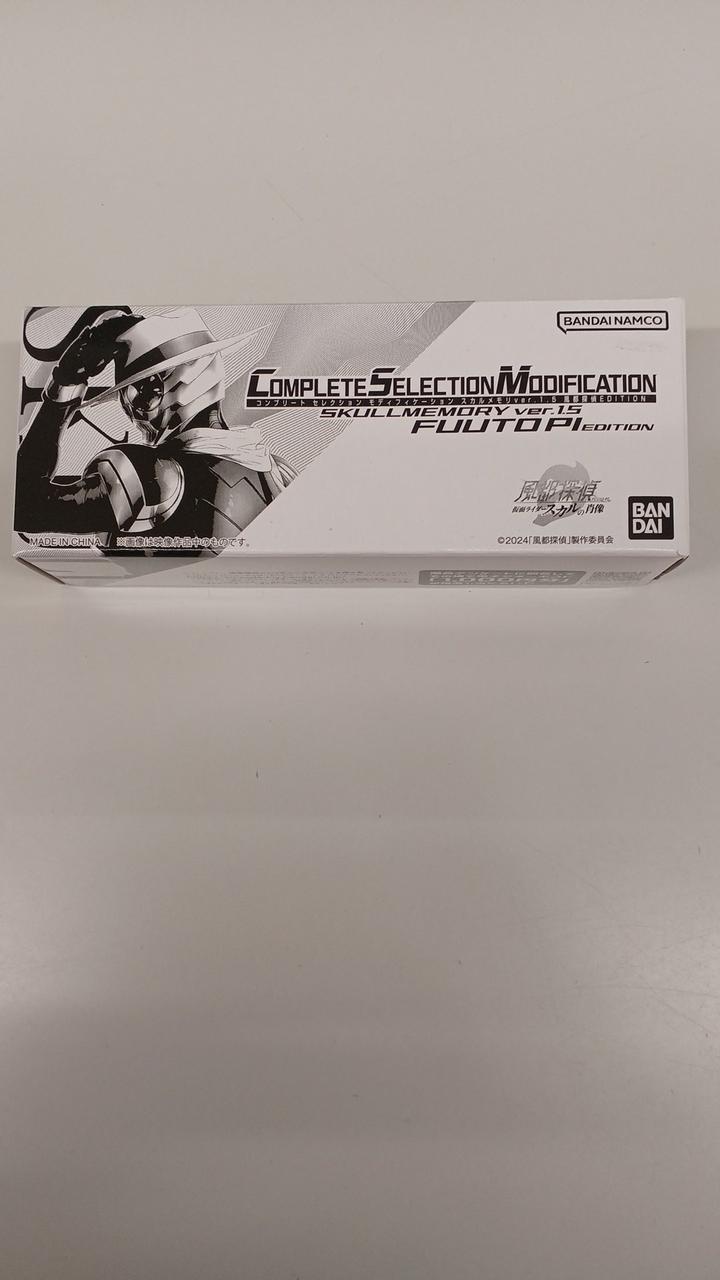 BANDAI NAMCO
COMPLETE SELECTION MODIFICATION
コンプリート セレクション モディフィケーション スカルメモリver.1.5 風都探偵EDITION
SKULLMEMORY ver.1.5
FUUTO PI EDITION
風都探偵
仮面ライダースカルの肖像
BAN
DAI
MADE IN CHINA
※画像は映像作品中のものです。
©2024「風都探偵」製作委員会